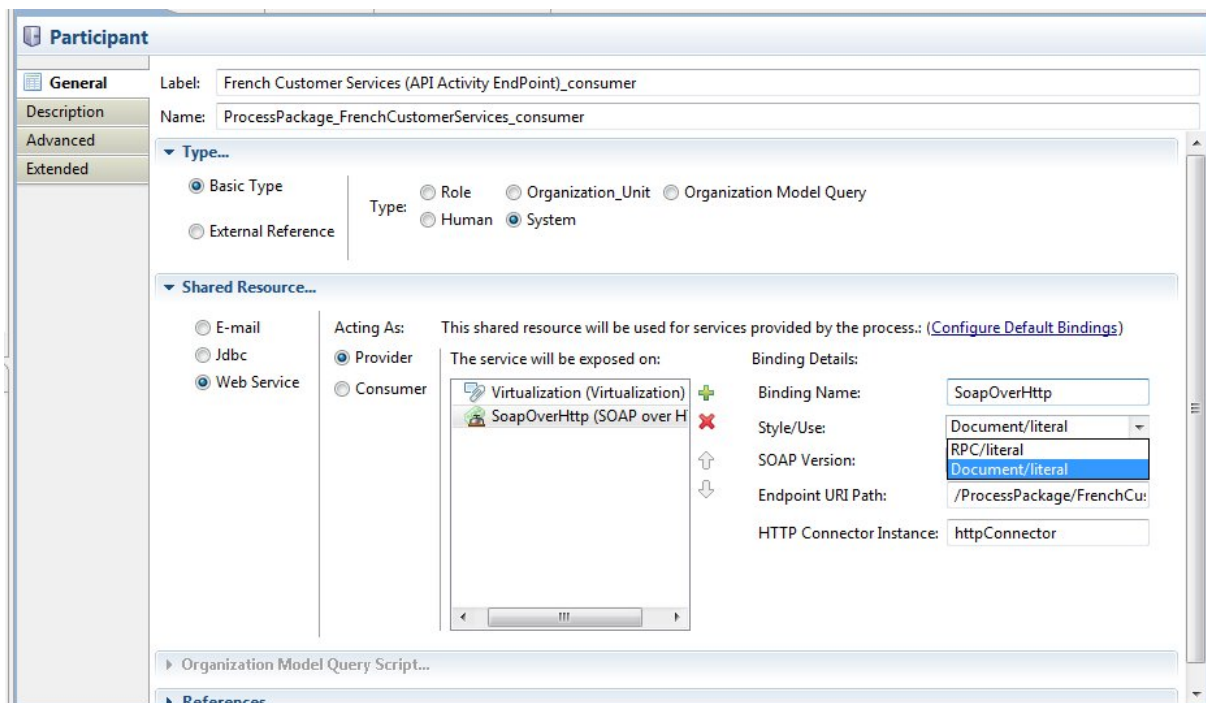 Participant
General
Description
Advanced
Extended
Label: French Customer Services (API Activity EndPoint)_consumer
Name: ProcessPackage_FrenchCustomerServices_consumer
Type...
Basic Type
External Reference
Type:
Role Organization_Unit Organization Model Query
Human System
Shared Resource...
E-mail
Jdbc
Web Service
Acting As:
Provider
Consumer
This shared resource will be used for services provided by the process.: (Configure Default Bindings)
The service will be exposed on:
Virtualization (Virtualization)
SoapOverHttp (SOAP over H
Binding Details:
Binding Name: SoapOverHttp
Style/Use: Document/literal
RPC/literal
Document/literal
SOAP Version:
Endpoint URI Path: /ProcessPackage/FrenchCu
HTTP Connector Instance: httpConnector
Organization Model Query Script...
References